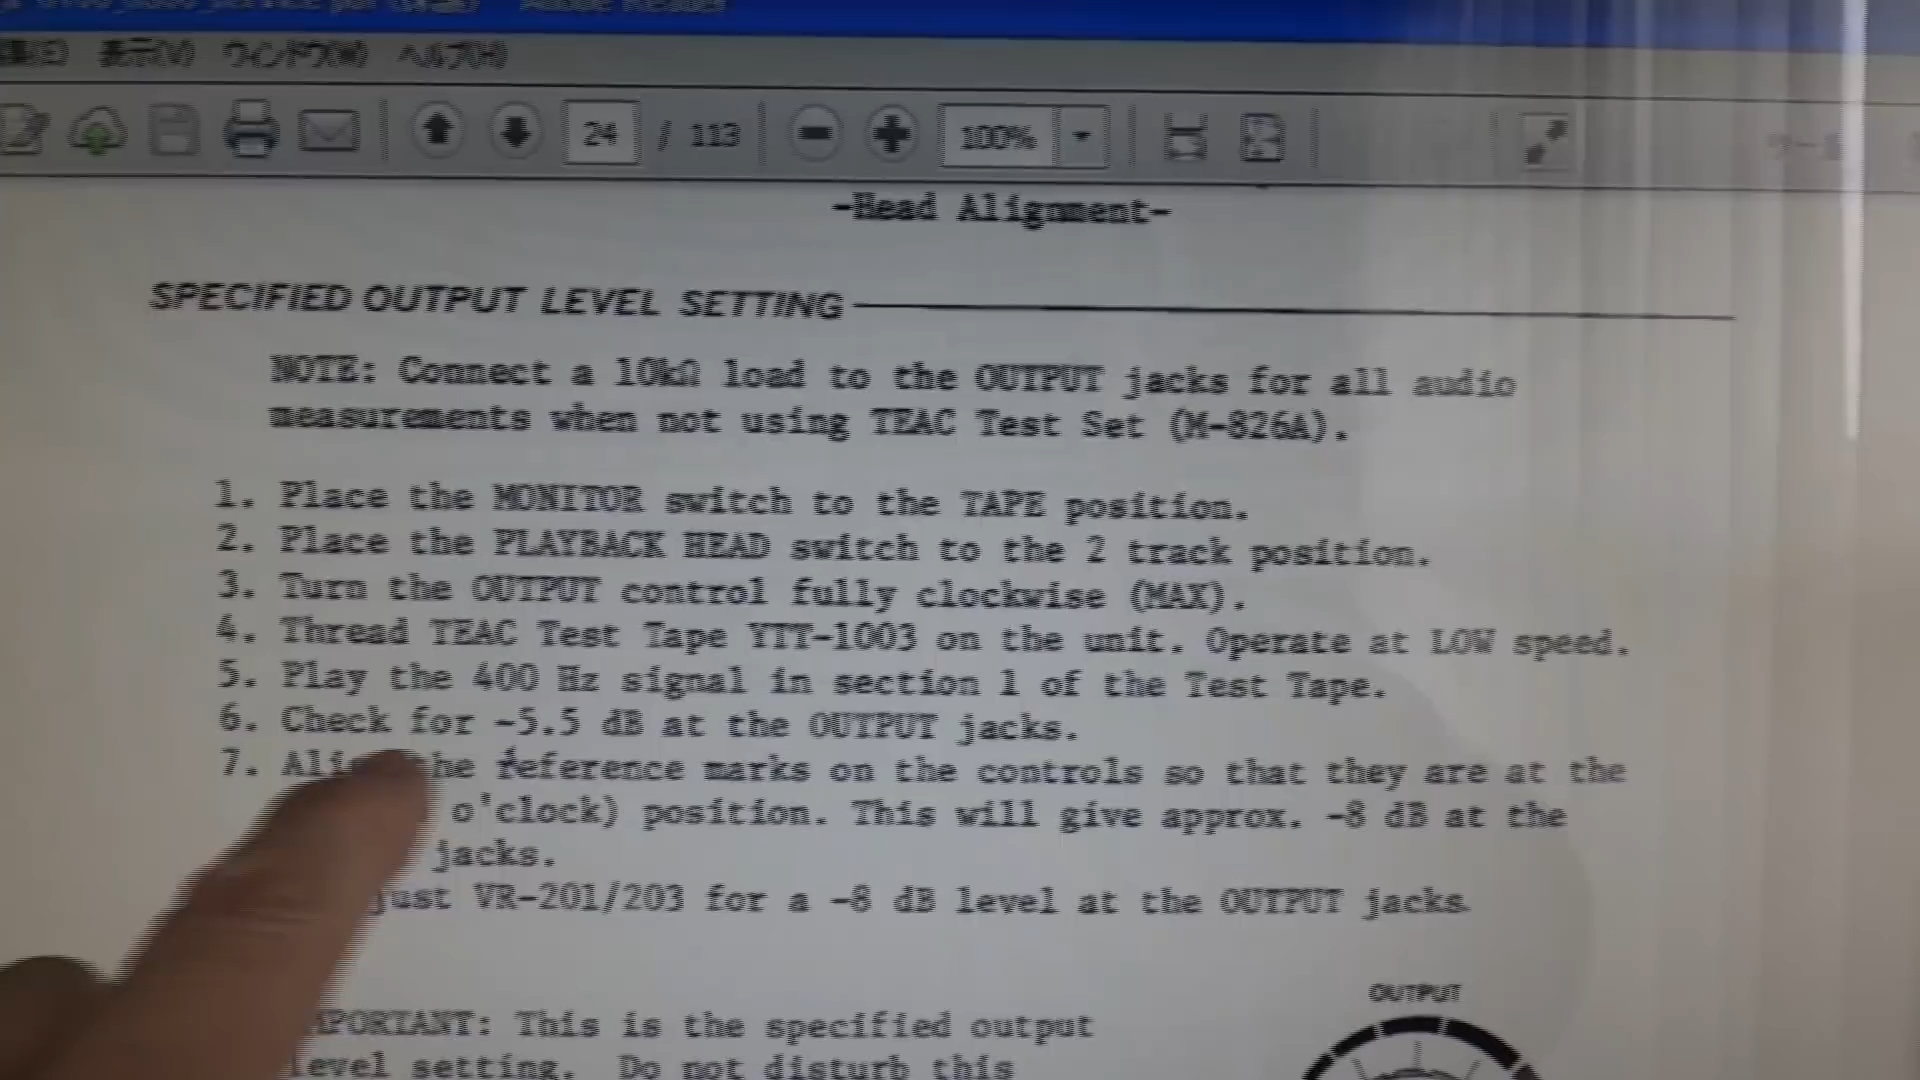 表示(V) ウィンドウ(W) ヘルプ(H)
24 / 113 100%
-Head Alignment-
SPECIFIED OUTPUT LEVEL SETTING
NOTE: Connect a 10kΩ load to the OUTPUT jacks for all audio
measurements when not using TEAC Test Set (M-826A).
1. Place the MONITOR switch to the TAPE position.
2. Place the PLAYBACK HEAD switch to the 2 track position.
3. Turn the OUTPUT control fully clockwise (MAX).
4. Thread TEAC Test Tape YTT-1003 on the unit. Operate at LOW speed.
5. Play the 400 Hz signal in section 1 of the Test Tape.
6. Check for -5.5 dB at the OUTPUT jacks.
7. the reference marks on the controls so that they are at the
o'clock) position. This will give approx. -8 dB at the
jacks.
just VR-201/203 for a -8 dB level at the OUTPUT jacks.
OUTPUT
PORTANT: This is the specified output
level setting. Do not disturb this